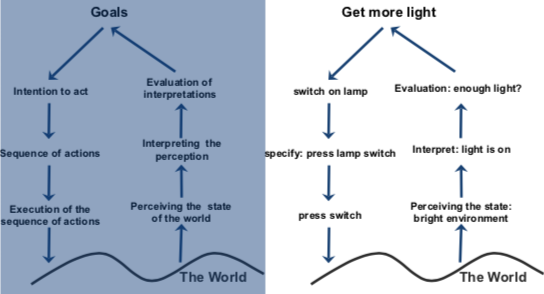 Goals
Intention to act
Sequence of actions
Execution of the
sequence of actions
Evaluation of
interpretations
Interpreting the
perception
Perceiving the state
of the world
The World
Get more light
switch on lamp
specify: press lamp switch
press switch
Evaluation: enough light?
Interpret: light is on
Perceiving the state:
bright environment
The World